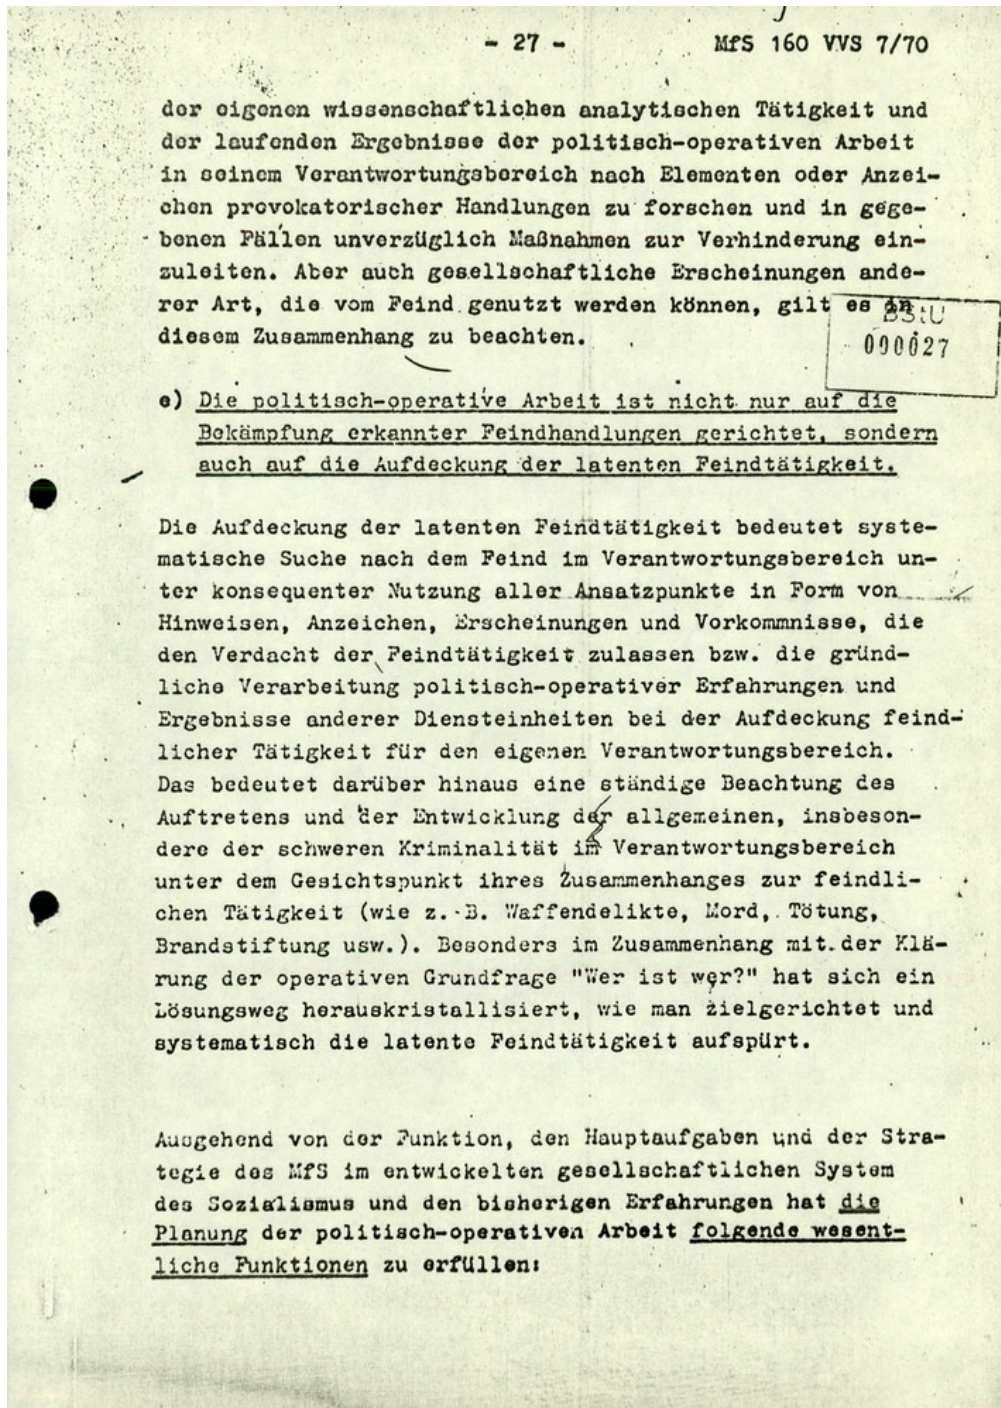 - 27 -
MfS 160 VVS 7/70
der eigenen wissenschaftlichen analytischen Tätigkeit und
der laufenden Ergebnisse der politisch-operativen Arbeit
in seinem Verantwortungsbereich nach Elementen oder Anzei-
chen provokatorischer Handlungen zu forschen und in gege-
benen Fällen unverzüglich Maßnahmen zur Verhinderung ein-
zuleiten. Aber auch gesellschaftliche Erscheinungen ande-
rer Art, die vom Feind genutzt werden können, gilt es in
diesem Zusammenhang zu beachten.
BStU
000027
e) Die politisch-operative Arbeit ist nicht nur auf die
Bekämpfung erkannter Feindhandlungen gerichtet, sondern
auch auf die Aufdeckung der latenten Feindtätigkeit.
Die Aufdeckung der latenten Feindtätigkeit bedeutet syste-
matische Suche nach dem Feind im Verantwortungsbereich un-
ter konsequenter Nutzung aller Ansatzpunkte in Form von
Hinweisen, Anzeichen, Erscheinungen und Vorkommnisse, die
den Verdacht der Feindtätigkeit zulassen bzw. die gründ-
liche Verarbeitung politisch-operativer Erfahrungen und
Ergebnisse anderer Diensteinheiten bei der Aufdeckung feind-
licher Tätigkeit für den eigenen Verantwortungsbereich.
Das bedeutet darüber hinaus eine ständige Beachtung des
Auftretens und der Entwicklung der allgemeinen, insbeson-
dere der schweren Kriminalität im Verantwortungsbereich
unter dem Gesichtspunkt ihres Zusammenhanges zur feindli-
chen Tätigkeit (wie z. B. Waffendelikte, Mord, Tötung,
Brandstiftung usw.). Besonders im Zusammenhang mit der Klä-
rung der operativen Grundfrage "Wer ist wer?" hat sich ein
Lösungsweg herauskristallisiert, wie man zielgerichtet und
systematisch die latente Feindtätigkeit aufspürt.
Ausgehend von der Funktion, den Hauptaufgaben und der Stra-
tegie des MfS im entwickelten gesellschaftlichen System
des Sozialismus und den bisherigen Erfahrungen hat die
Planung der politisch-operativen Arbeit folgende wesent-
liche Funktionen zu erfüllen: